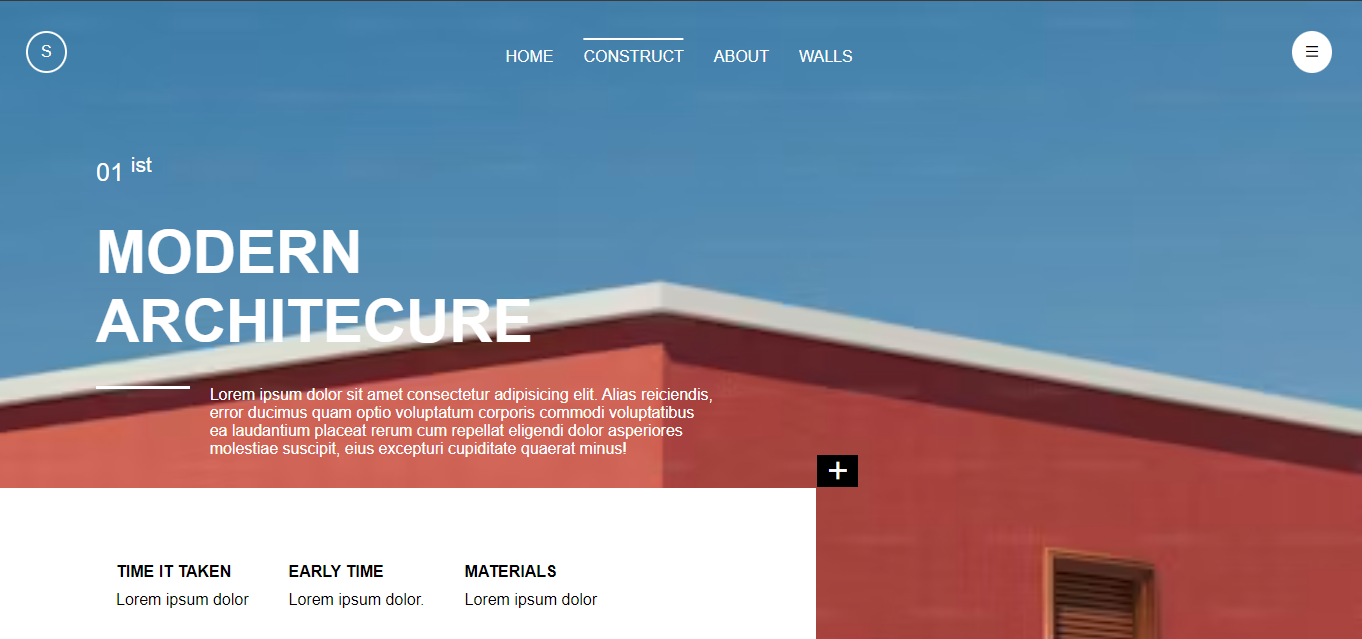 S
HOME CONSTRUCT ABOUT WALLS
01 ist
MODERN
ARCHITECURE
Lorem ipsum dolor sit amet consectetur adipisicing elit. Alias reiciendis,
error ducimus quam optio voluptatum corporis commodi voluptatibus
ea laudantium placeat rerum cum repellat eligendi dolor asperiores
molestiae suscipit, eius excepturi cupiditate quaerat minus!
+
TIME IT TAKEN EARLY TIME MATERIALS
Lorem ipsum dolor Lorem ipsum dolor. Lorem ipsum dolor